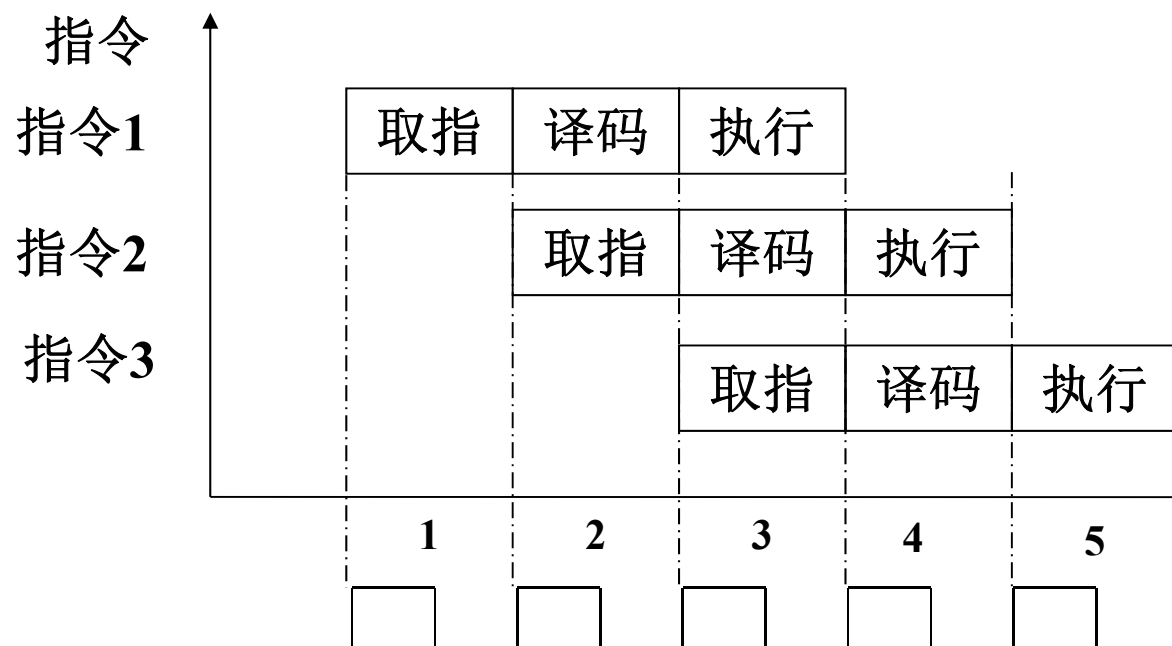 指令
指令1 取指 译码 执行
指令2 取指 译码 执行
指令3 取指 译码 执行
1 2 3 4 5